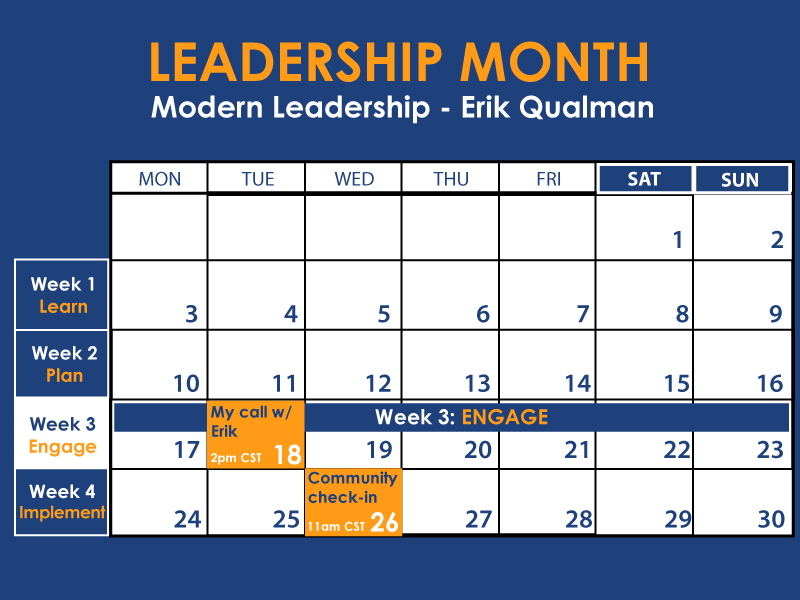 LEADERSHIP MONTH
Modern Leadership - Erik Qualman
MON TUE WED THU FRI SAT SUN
1 2
Week 1
Learn
3 4 5 6 7 8 9
Week 2
Plan
10 11 12 13 14 15 16
Week 3
Engage
My call w/
Erik
2pm CST
Week 3: ENGAGE
17 18 19 20 21 22 23
Week 4
Implement
Community
check-in
11am CST
24 25 26 27 28 29 30